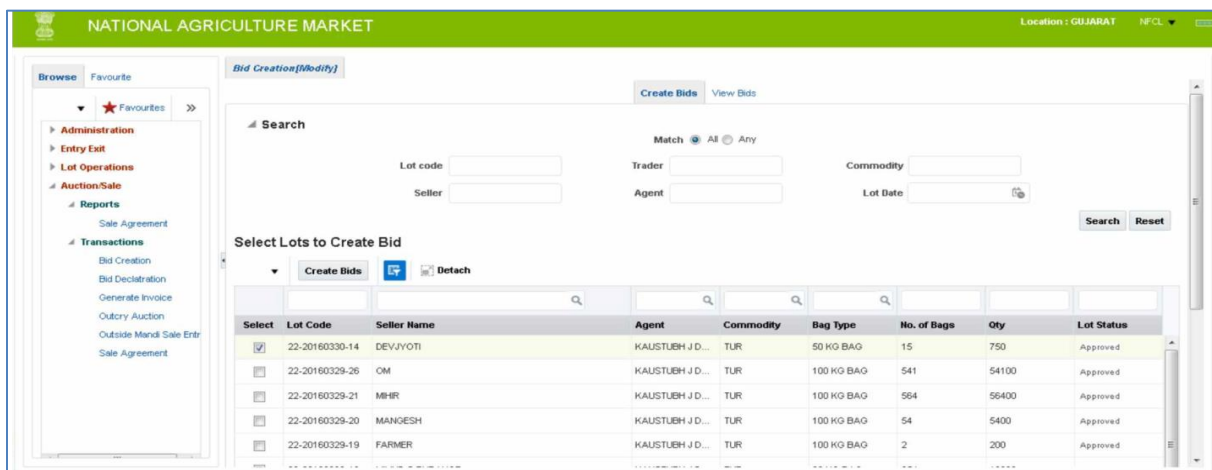 NATIONAL AGRICULTURE MARKET
Location : GUJARAT NFCL
Browse Favourite
Favourites »
Administration
Entry Exit
Lot Operations
Auction/Sale
Reports
Sale Agreement
Transactions
Bid Creation
Bid Declatration
Generate Invoice
Outcry Auction
Outside Mandi Sale Entr
Sale Agreement
Bid Creation[Modify]
Create Bids View Bids
Search
Match All Any
Lot code Trader Commodity
Seller Agent Lot Date
Search Reset
Select Lots to Create Bid
Create Bids Detach
Select Lot Code Seller Name Agent Commodity Bag Type No. of Bags Qty Lot Status
22-20160330-14 DEVJYOTI KAUSTUBH J D... TUR 50 KG BAG 15 750 Approved
22-20160329-26 OM KAUSTUBH J D... TUR 100 KG BAG 541 54100 Approved
22-20160329-21 MIHIR KAUSTUBH J D... TUR 100 KG BAG 564 56400 Approved
22-20160329-20 MANGESH KAUSTUBH J D... TUR 100 KG BAG 54 5400 Approved
22-20160329-19 FARMER KAUSTUBH J D... TUR 100 KG BAG 2 200 Approved